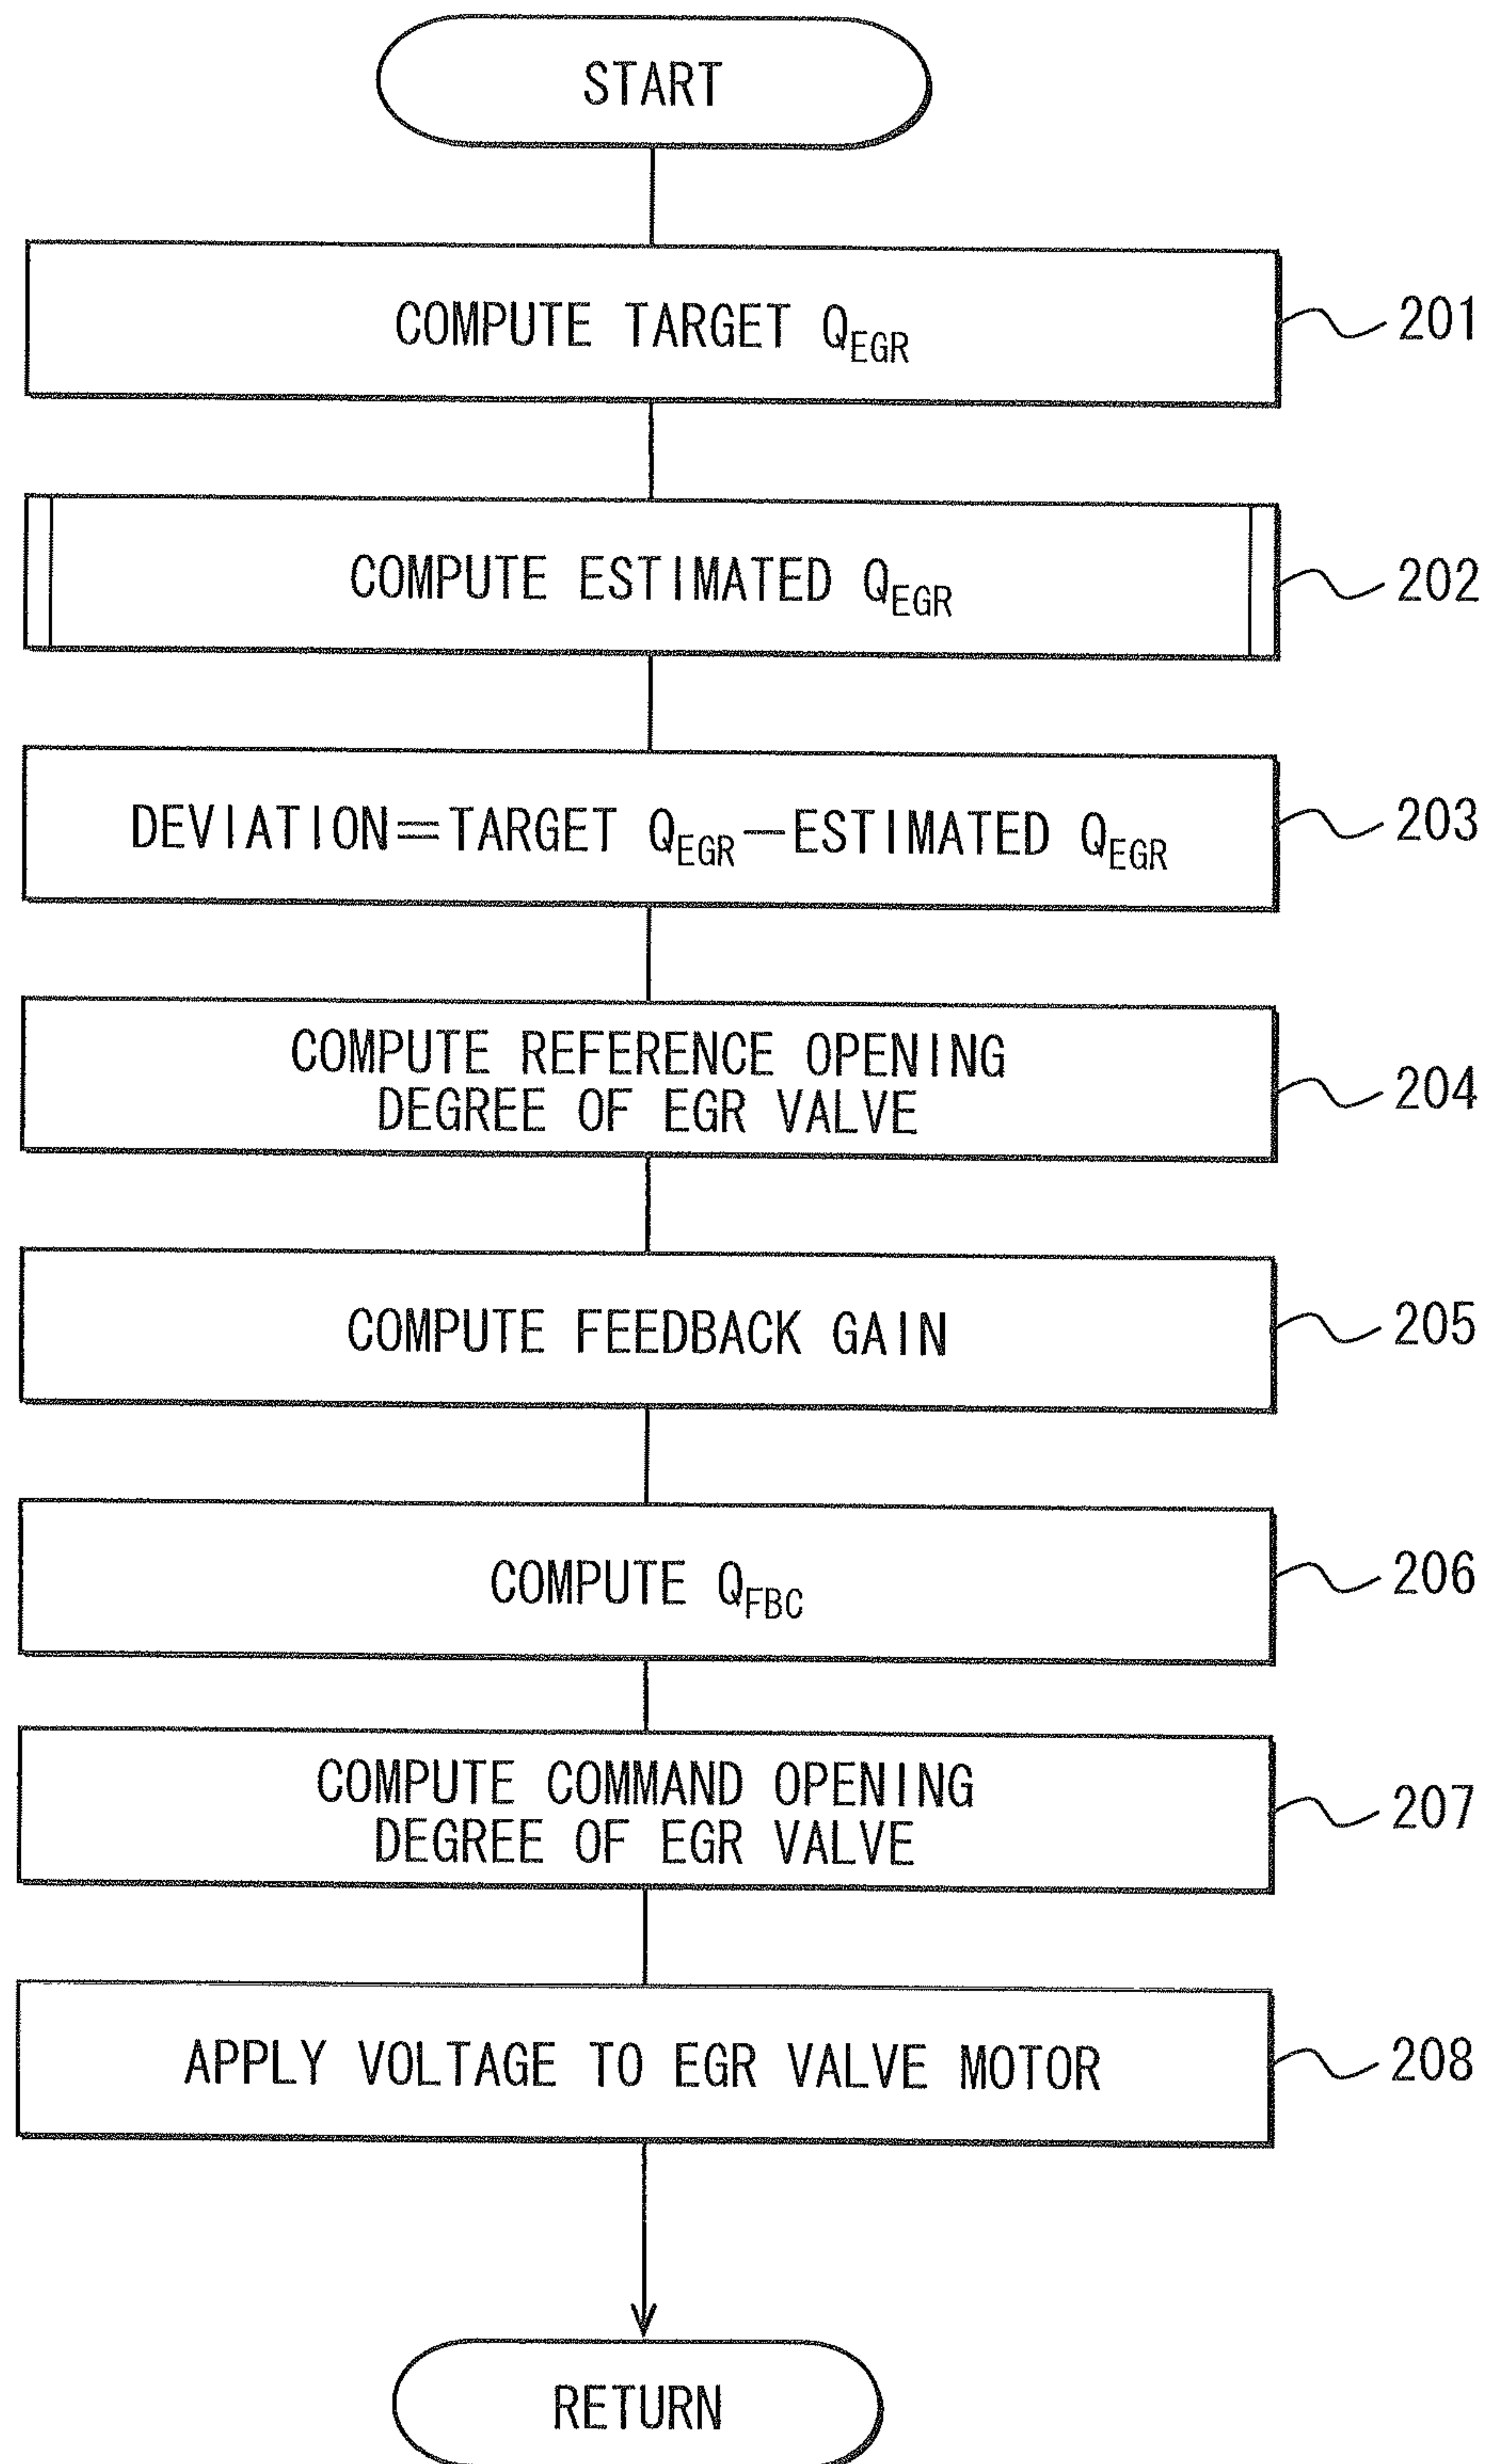 START
COMPUTE TARGET Q_EGR
201
COMPUTE ESTIMATED Q_EGR
202
DEVIATION=TARGET Q_EGR-ESTIMATED Q_EGR
203
COMPUTE REFERENCE OPENING
DEGREE OF EGR VALVE
204
COMPUTE FEEDBACK GAIN
205
COMPUTE Q_FBC
206
COMPUTE COMMAND OPENING
DEGREE OF EGR VALVE
207
APPLY VOLTAGE TO EGR VALVE MOTOR
208
RETURN